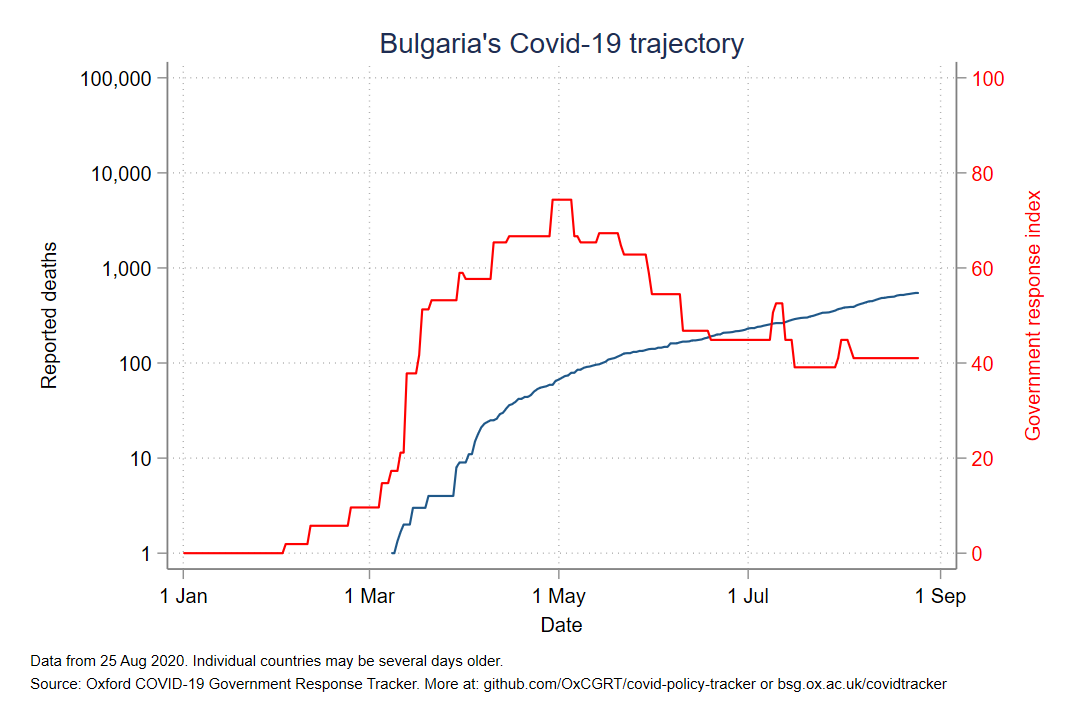 Bulgaria's Covid-19 trajectory
100,000
10,000
1,000
100
10
1
Reported deaths
100
80
60
40
20
0
Government response index
1 Jan
1 Mar
1 May
1 Jul
1 Sep
Date
Data from 25 Aug 2020. Individual countries may be several days older.
Source: Oxford COVID-19 Government Response Tracker. More at: github.com/OxCGRT/covid-policy-tracker or bsg.ox.ac.uk/covidtracker